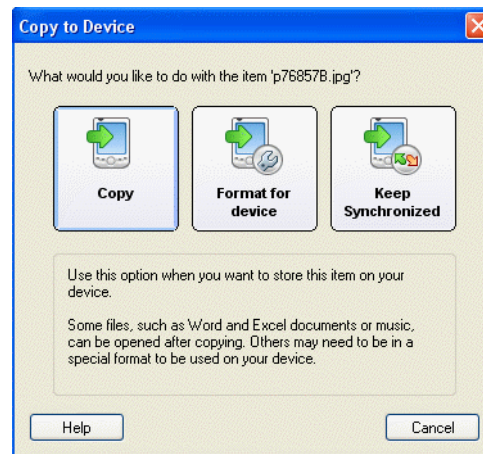 Copy to Device
What would you like to do with the item 'p76857B.jpg'?
Copy
Format for
device
Keep
Synchronized
Use this option when you want to store this item on your
device.
Some files, such as Word and Excel documents or music,
can be opened after copying. Others may need to be in a
special format to be used on your device.
Help
Cancel